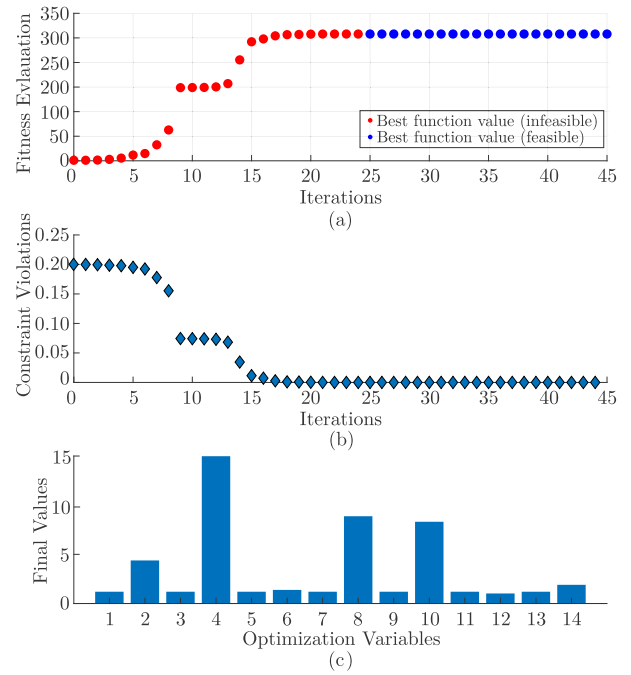 Fitness Evlauation
350
300
250
200
100
50
0
Best function value (infeasible)
Best function value (feasible)
0 5 10 15 20 25 30 35 40 45
Iterations
(a)
Constraint Violations
0.25
0.20
0.15
0.10
0.05
0
0 5 10 15 20 25 30 35 40 45
Iterations
(b)
Final Values
15
10
5
0
1 2 3 4 5 6 7 8 9 10 11 12 13 14
Optimization Variables
(c)